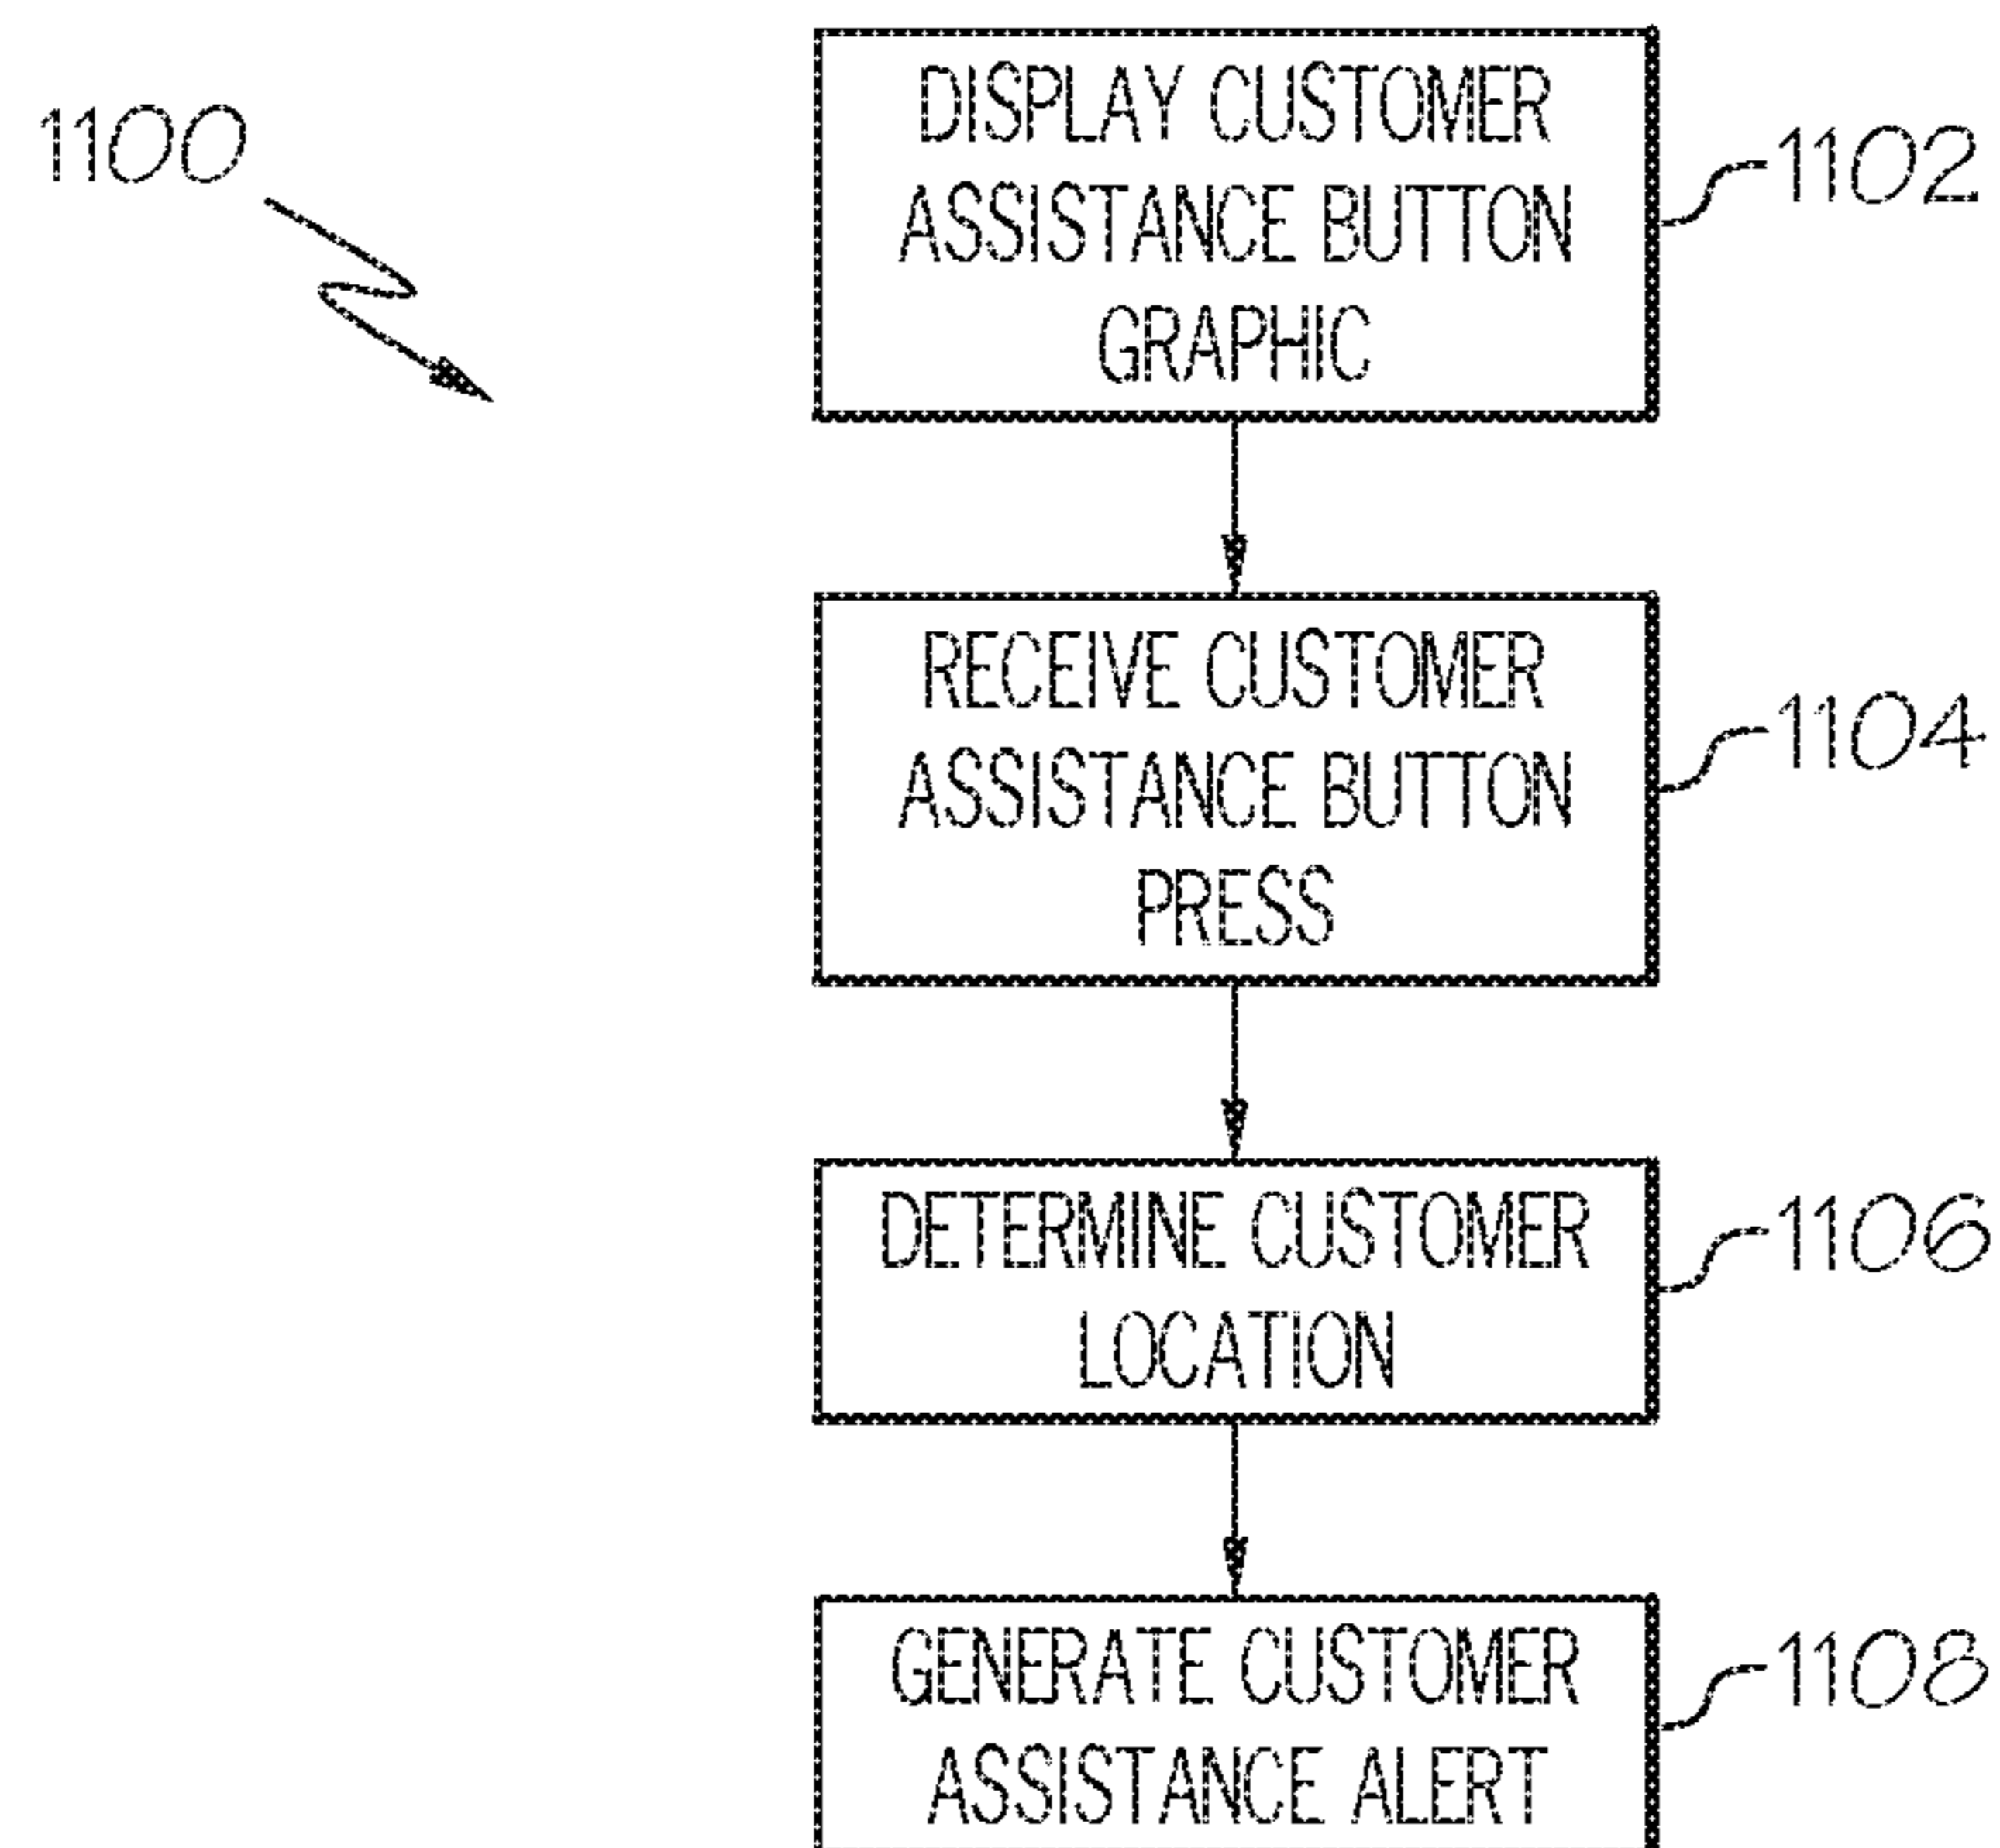 1100
DISPLAY CUSTOMER
ASSISTANCE BUTTON
GRAPHIC
1102
RECEIVE CUSTOMER
ASSISTANCE BUTTON
PRESS
1104
DETERMINE CUSTOMER
LOCATION
1106
GENERATE CUSTOMER
ASSISTANCE ALERT
1108